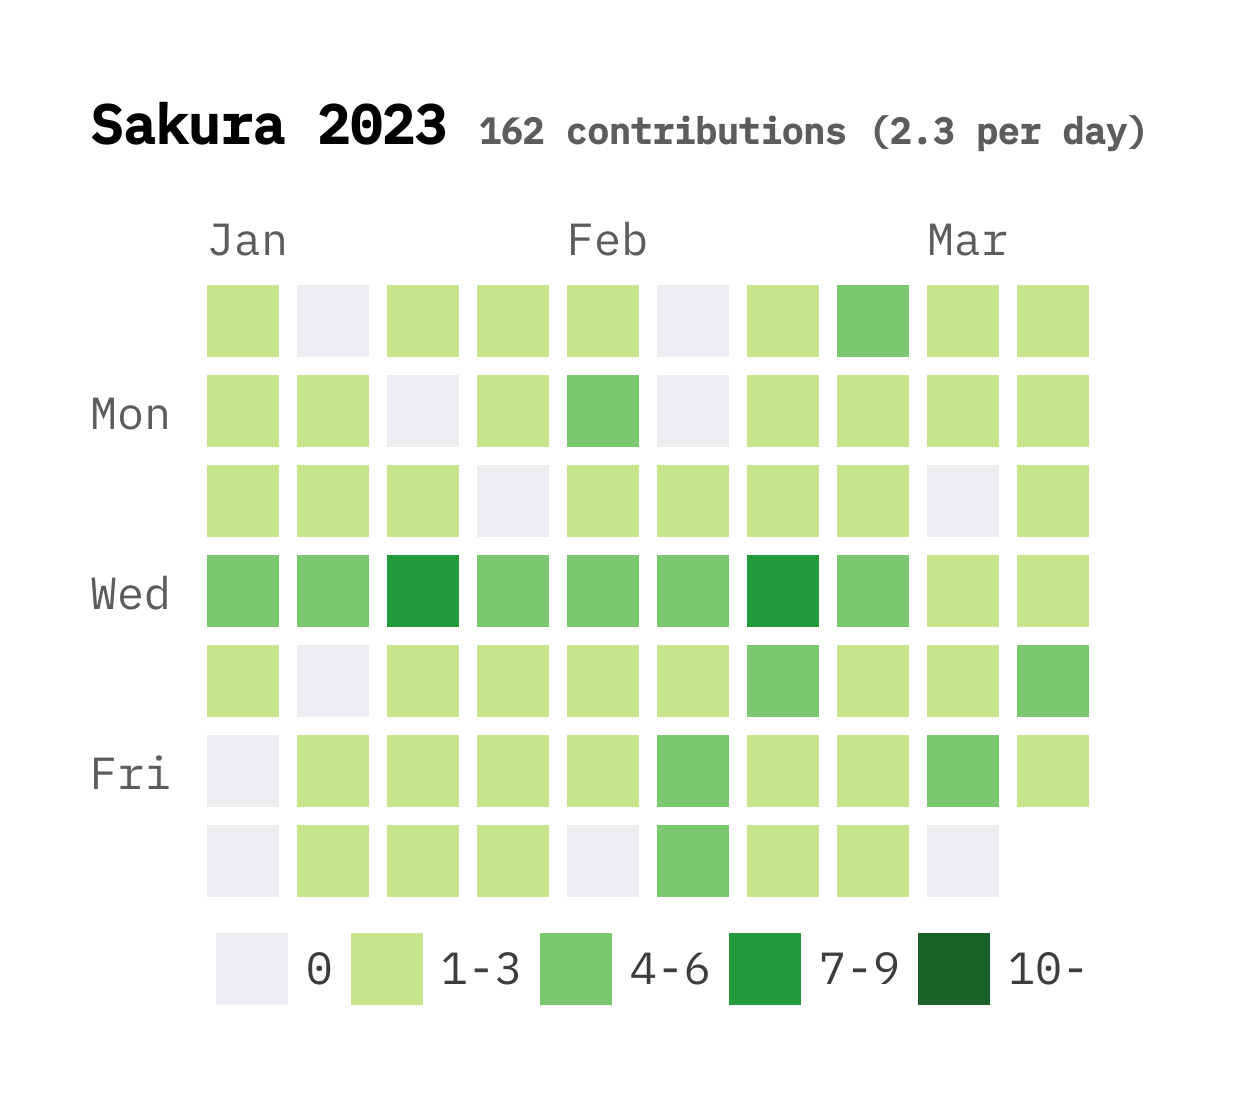 Sakura 2023 162 contributions (2.3 per day)
Jan Feb Mar
Mon
Wed
Fri
0 1-3 4-6 7-9 10-